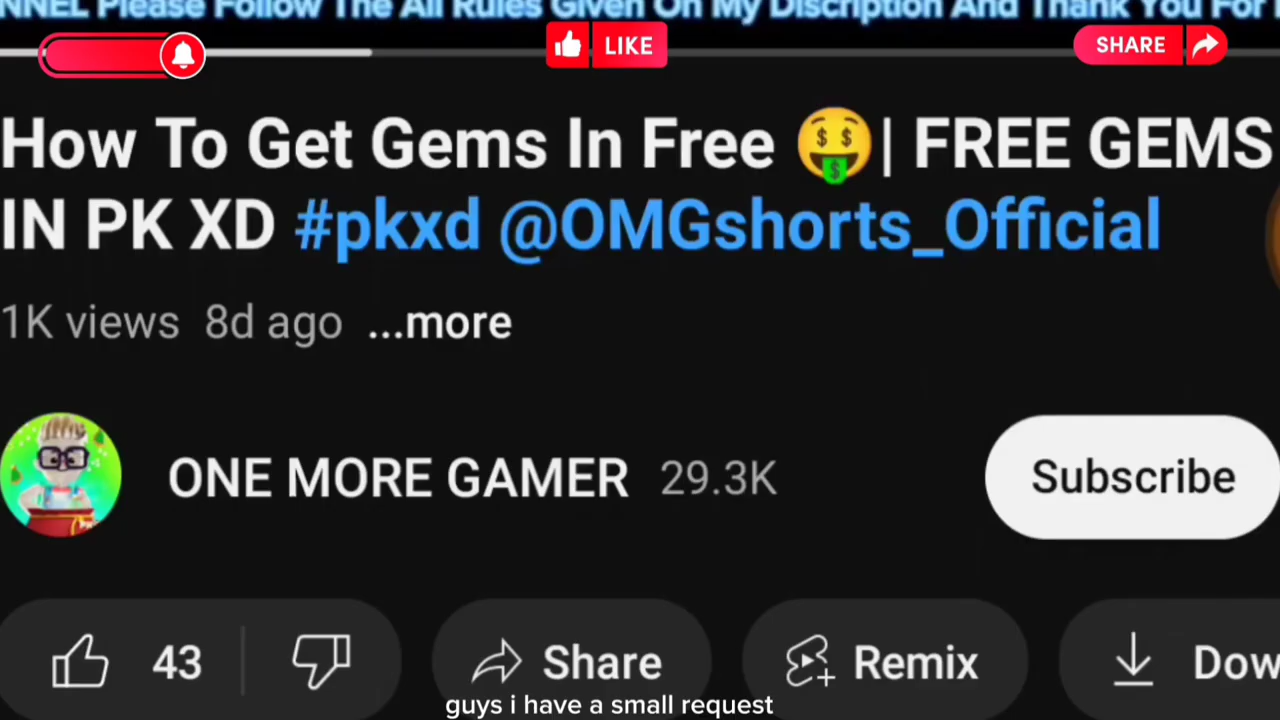 NNEL Please Follow The All Rules Given On My Discription And Thank You For
LIKE
SHARE
How To Get Gems In Free 🤑| FREE GEMS
IN PK XD #pkxd @OMGshorts_Official
1K views 8d ago ...more
ONE MORE GAMER 29.3K
Subscribe
43
Share
Remix
Dow
guys i have a small request